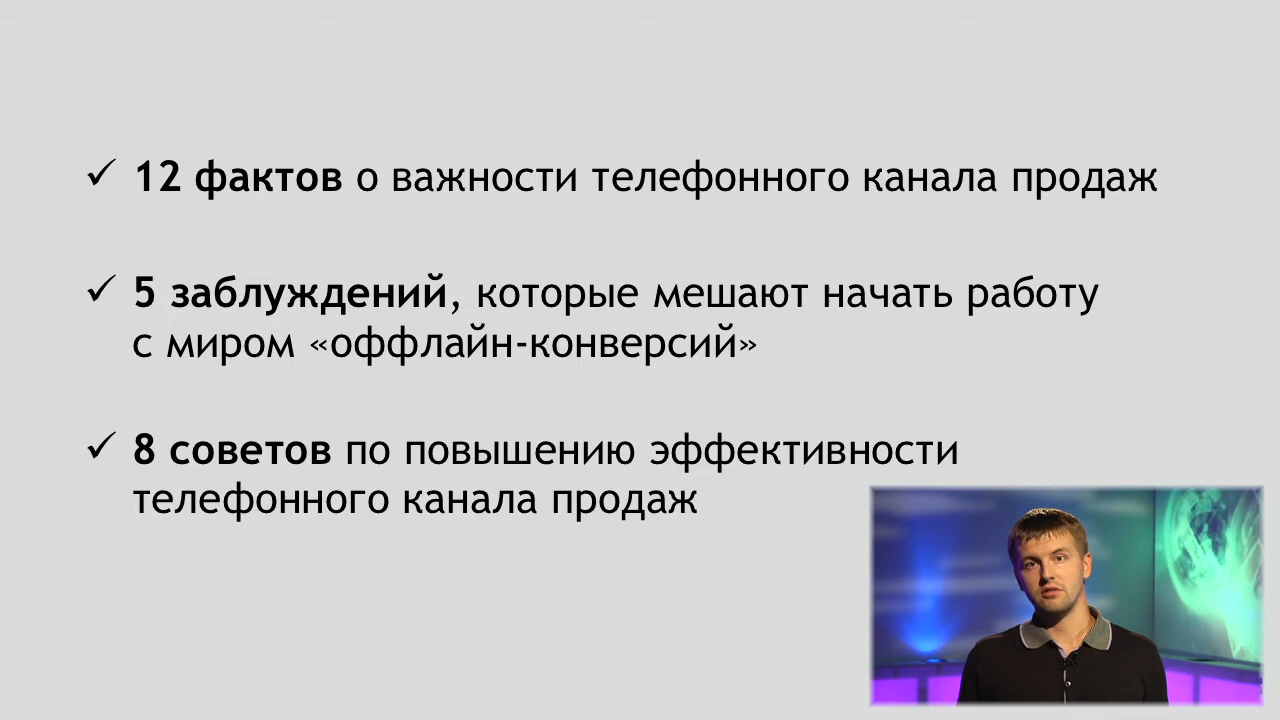 ✓ 12 фактов о важности телефонного канала продаж
✓ 5 заблуждений, которые мешают начать работу
с миром «оффлайн-конверсий»
✓ 8 советов по повышению эффективности
телефонного канала продаж